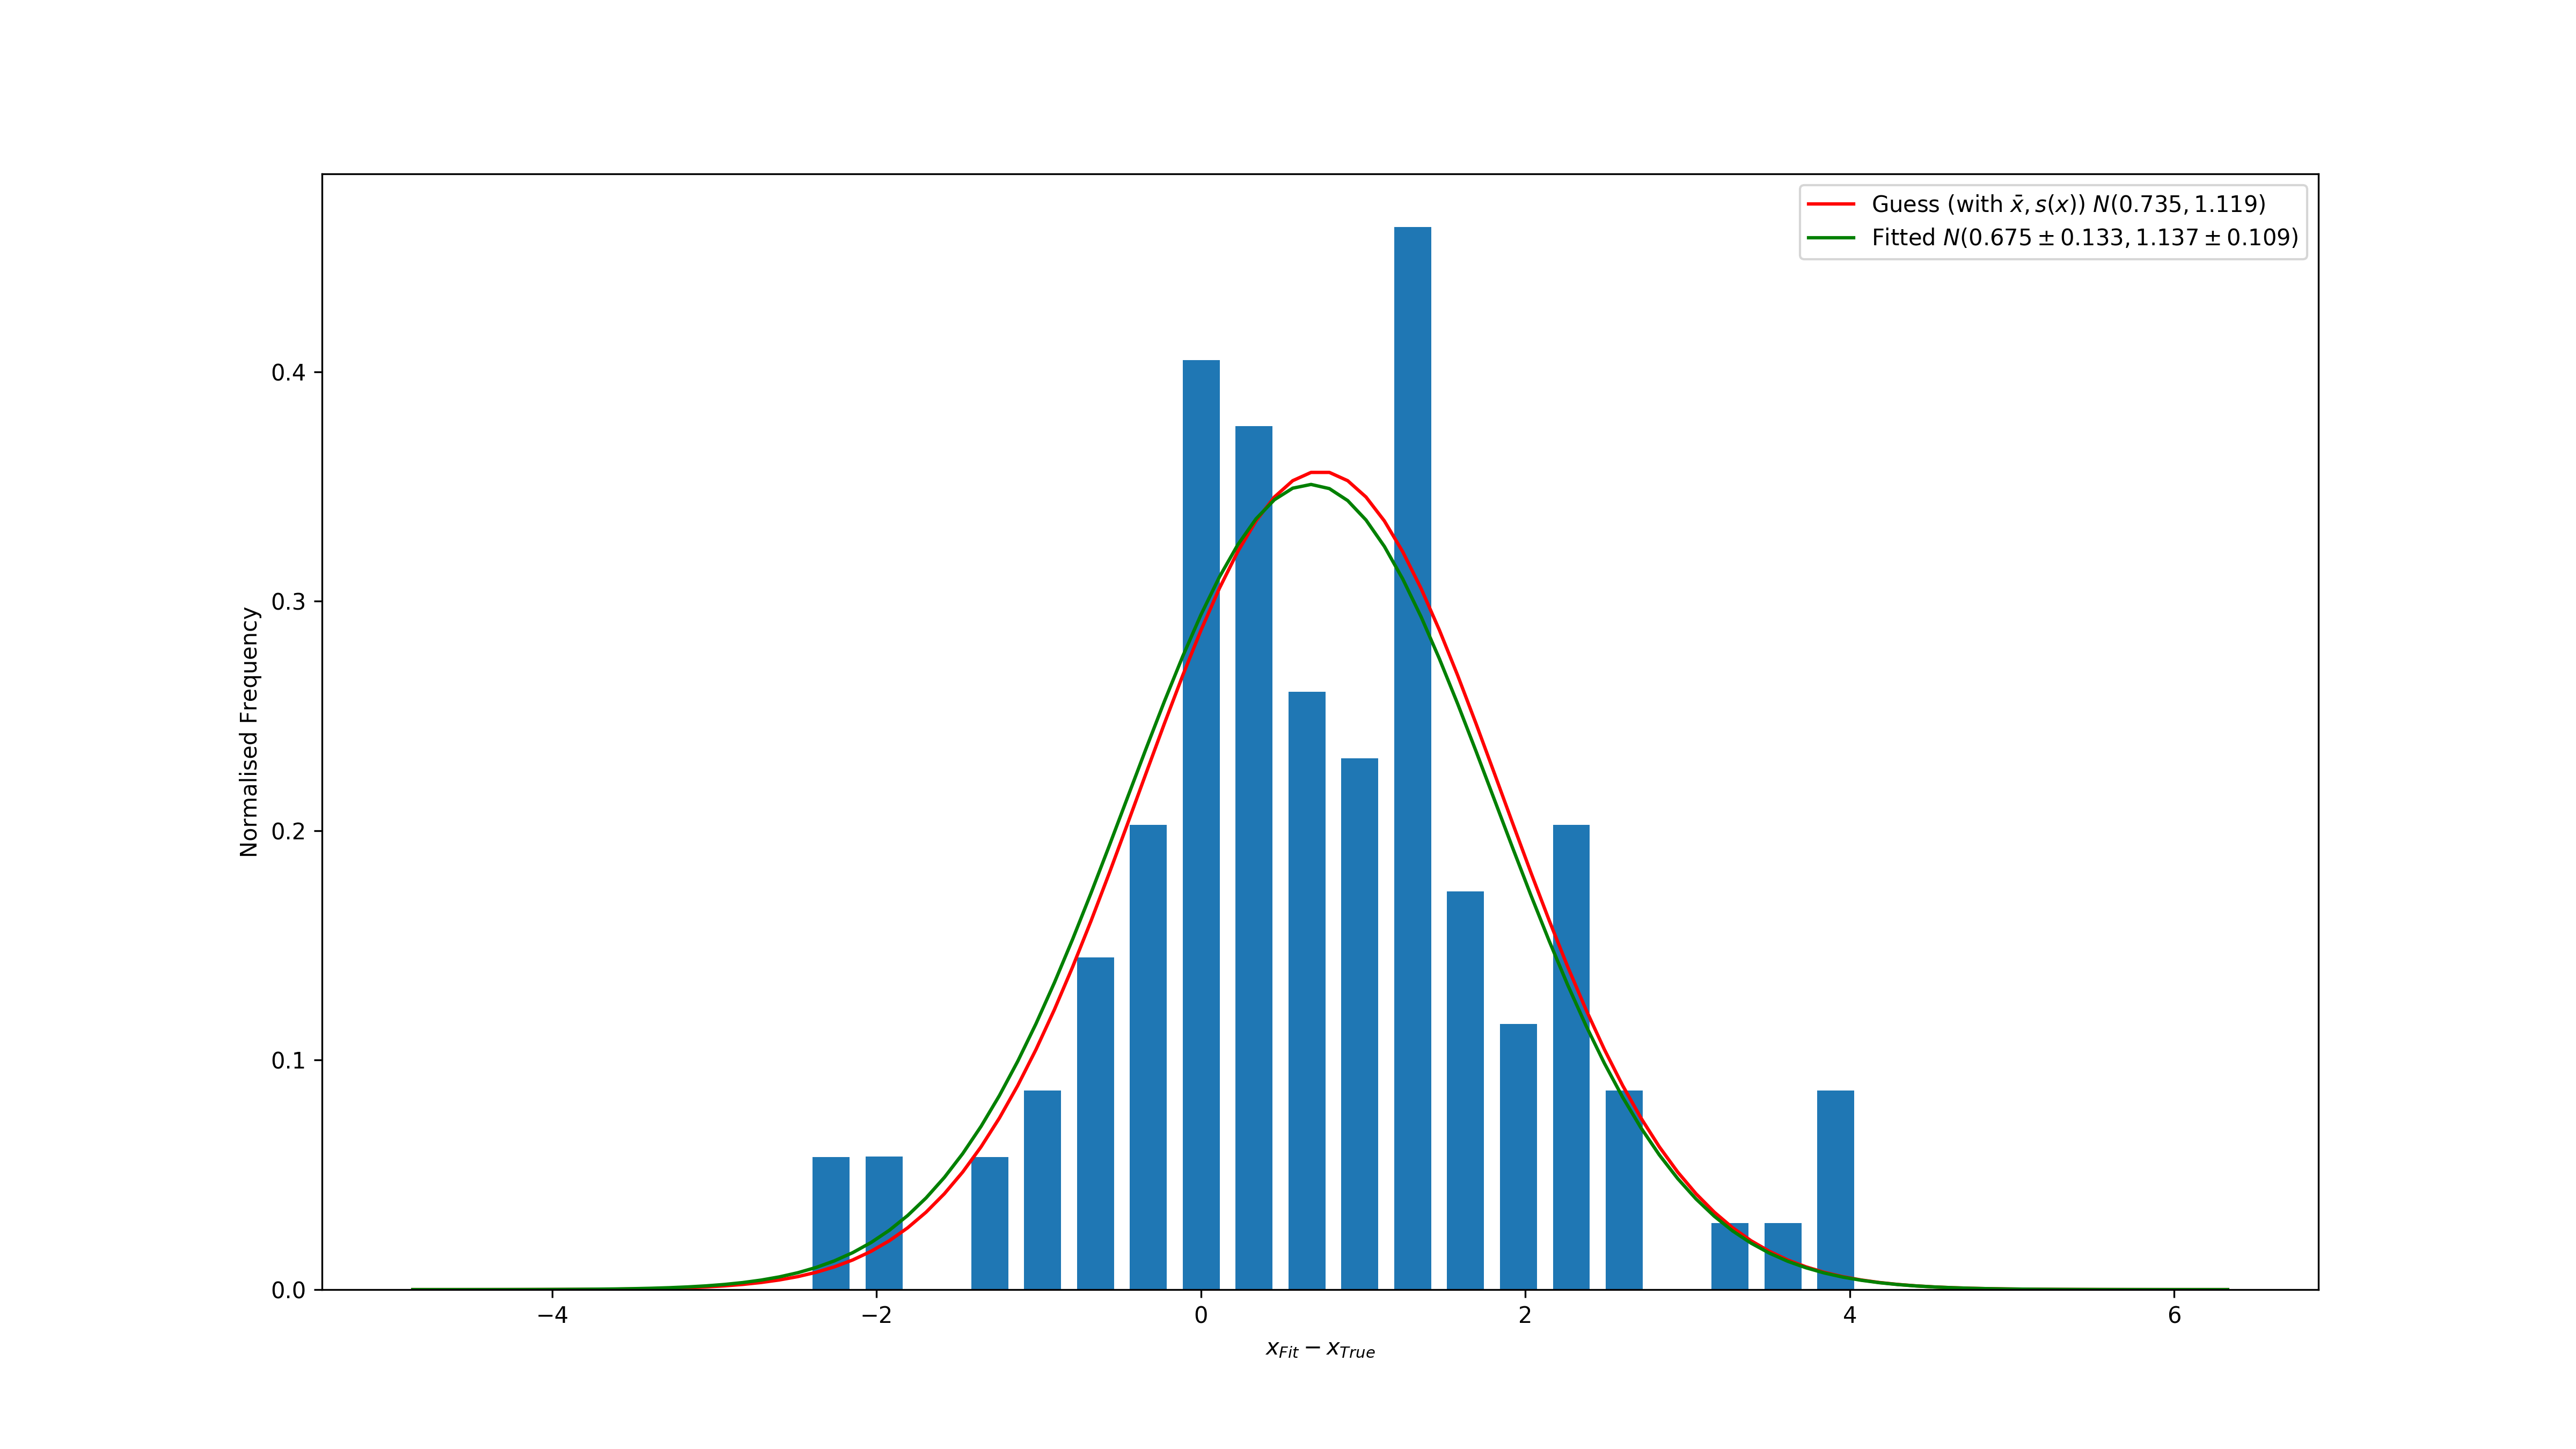 Guess (with x̄, s(x)) N(0.735, 1.119)
Fitted N(0.675 ± 0.133, 1.137 ± 0.109)
0.4
0.3
0.2
0.1
0.0
Normalised Frequency
−4 −2 0 2 4 6
x_Fit − x_True